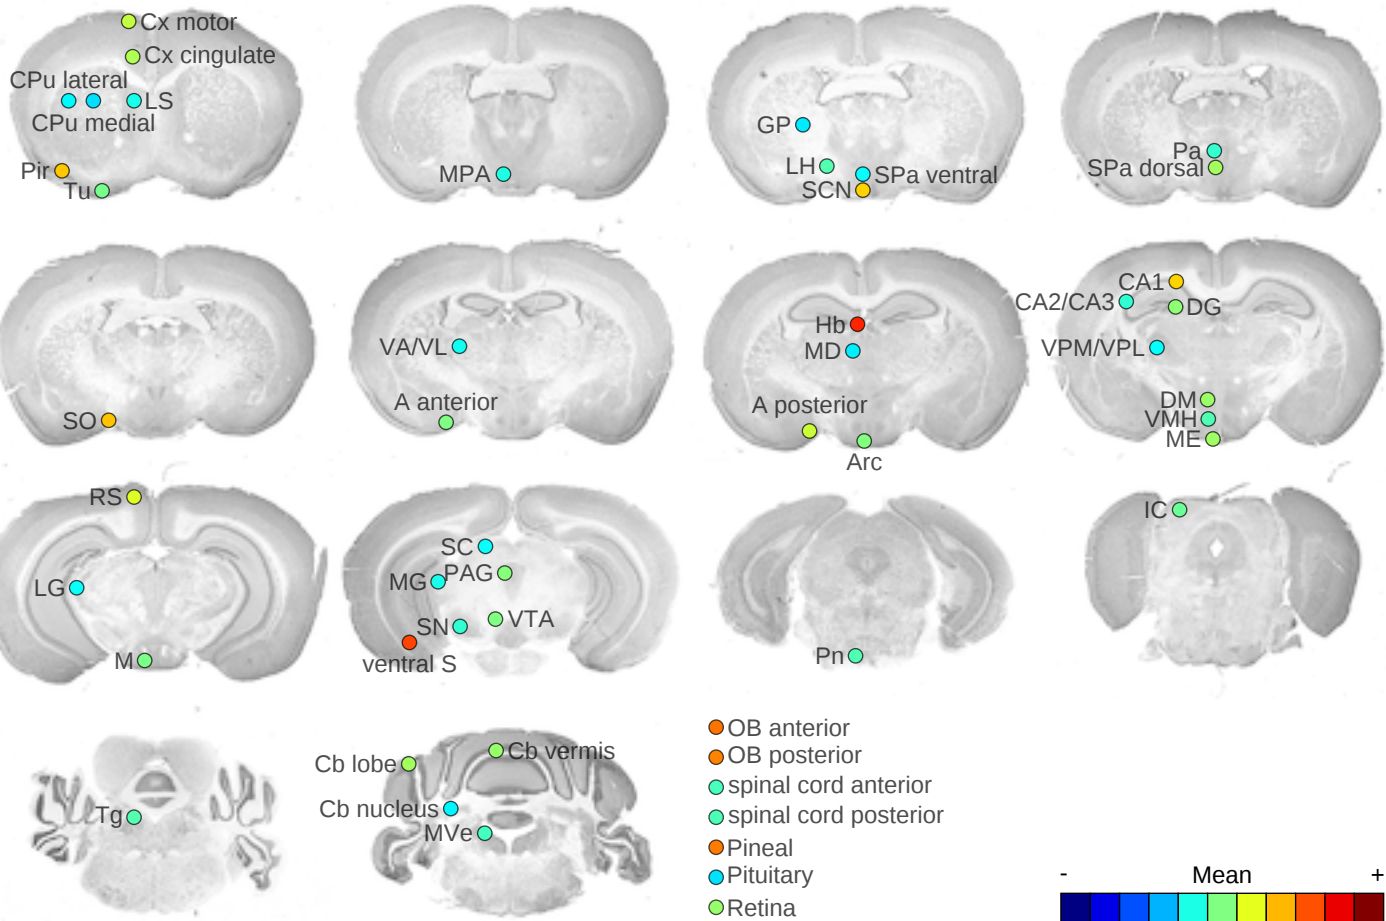 Cx motor
Cx cingulate
CPu lateral
LS
CPu medial
Pir
Tu
MPA
GP
LH
SPa ventral
SCN
Pa
SPa dorsal
SO
VA/VL
A anterior
Hb
MD
A posterior
Arc
CA1
CA2/CA3
DG
VPM/VPL
DM
VMH
ME
RS
LG
M
SC
MG PAG
SN VTA
ventral S
Pn
IC
Tg
Cb lobe Cb vermis
Cb nucleus
MVe
OB anterior
OB posterior
spinal cord anterior
spinal cord posterior
Pineal
Pituitary
Retina
- Mean +